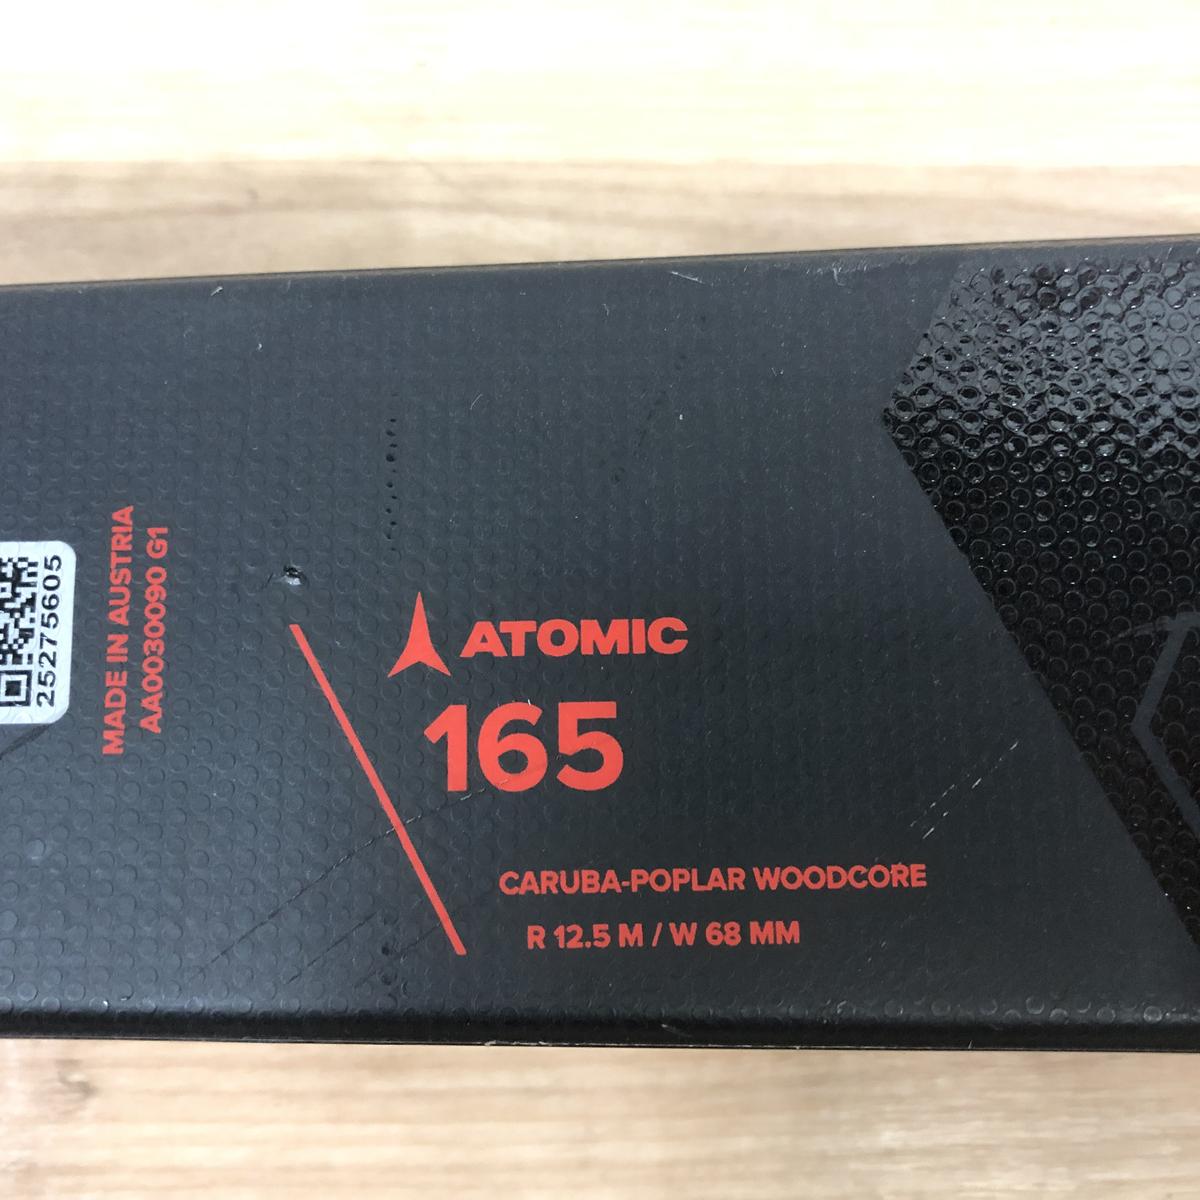 25275605
MADE IN AUSTRIA
AA0030090 G1
ATOMIC
165
CARUBA-POPLAR WOODCORE
R 12.5 M / W 68 MM